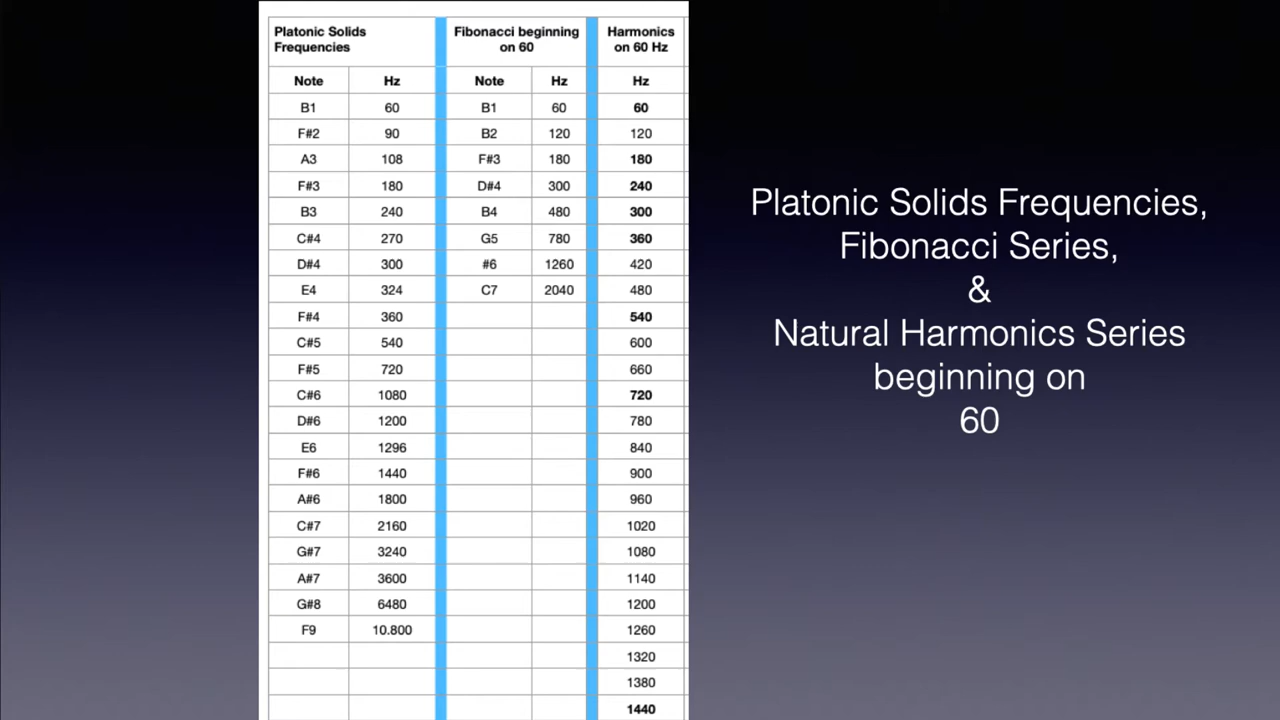 Platonic Solids Frequencies | Fibonacci beginning on 60 | Harmonics on 60 Hz
Note | Hz | Note | Hz | Hz
B1 | 60 | B1 | 60 | 60
F#2 | 90 | B2 | 120 | 120
A3 | 108 | F#3 | 180 | 180
F#3 | 180 | D#4 | 300 | 240
B3 | 240 | B4 | 480 | 300
C#4 | 270 | G5 | 780 | 360
D#4 | 300 | #6 | 1260 | 420
E4 | 324 | C7 | 2040 | 480
F#4 | 360 | | | 540
C#5 | 540 | | | 600
F#5 | 720 | | | 660
C#6 | 1080 | | | 720
D#6 | 1200 | | | 780
E6 | 1296 | | | 840
F#6 | 1440 | | | 900
A#6 | 1800 | | | 960
C#7 | 2160 | | | 1020
G#7 | 3240 | | | 1080
A#7 | 3600 | | | 1140
G#8 | 6480 | | | 1200
F9 | 10.800 | | | 1260
| | | | 1320
| | | | 1380
| | | | 1440
Platonic Solids Frequencies,
Fibonacci Series,
&
Natural Harmonics Series
beginning on
60